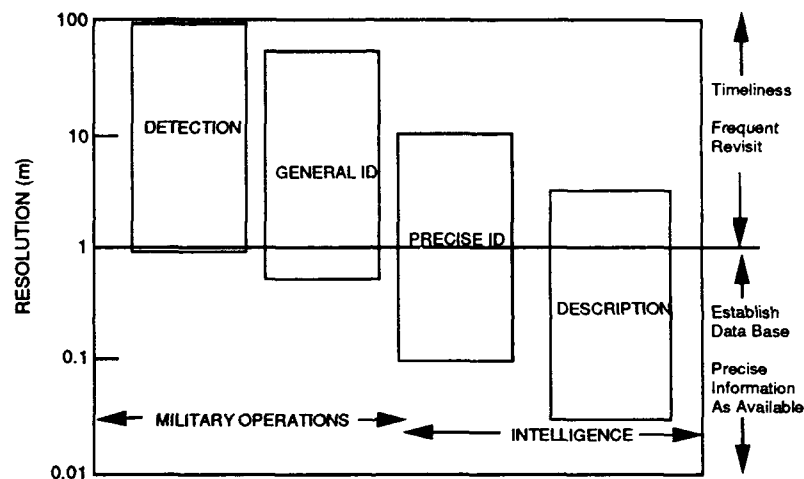 100
10
1
0.1
0.01
RESOLUTION (m)
DETECTION
GENERAL ID
PRECISE ID
DESCRIPTION
MILITARY OPERATIONS
INTELLIGENCE
Timeliness
Frequent
Revisit
Establish
Data Base
Precise
Information
As Available